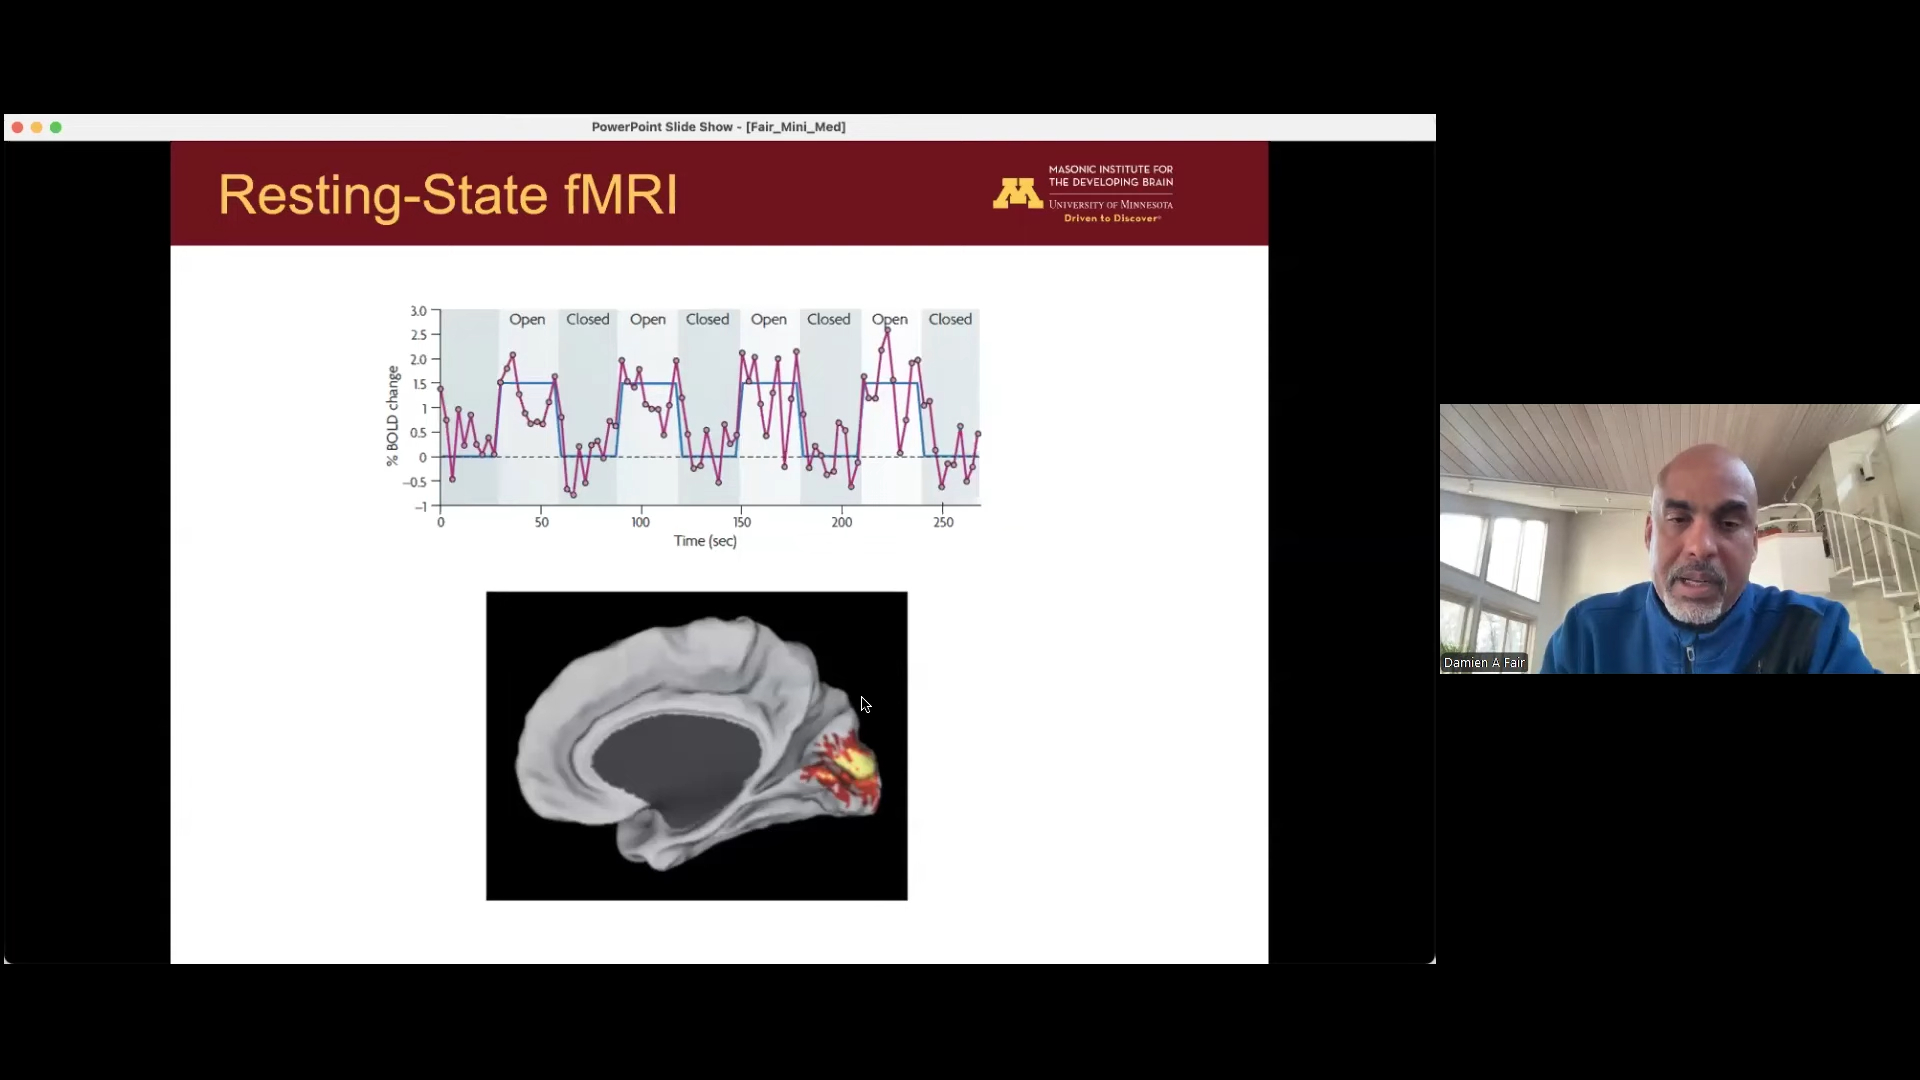 PowerPoint Slide Show - [Fair_Mini_Med]
Resting-State fMRI
MASONIC INSTITUTE FOR
THE DEVELOPING BRAIN
UNIVERSITY OF MINNESOTA
Driven to Discover®
Open Closed Open Closed Open Closed Open Closed
% BOLD change
3.0
2.5
2.0
1.5
1
0.5
0
–0.5
–1
0 50 100 150 200 250
Time (sec)
Damien A Fair